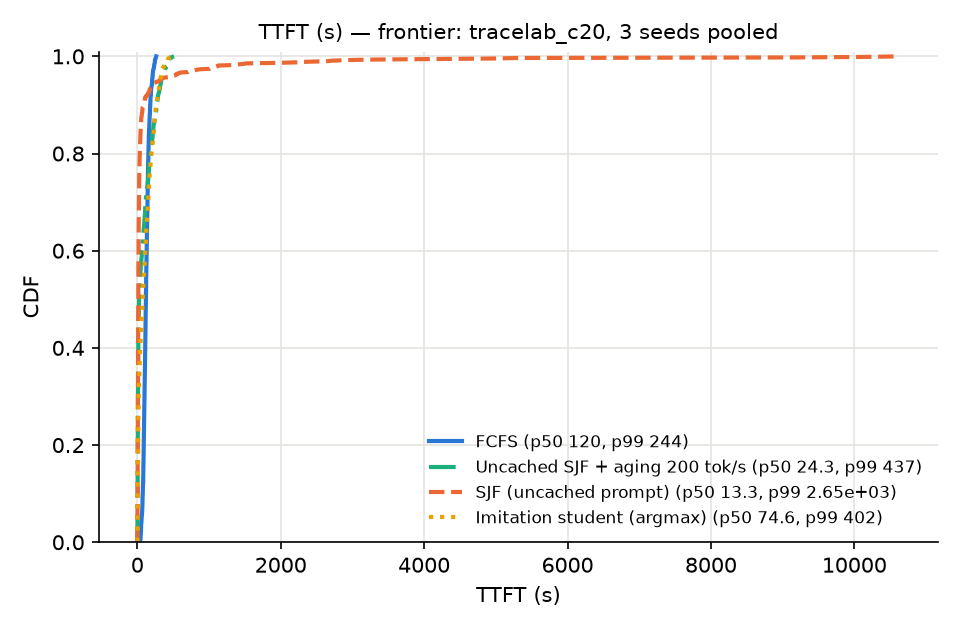 TTFT (s) — frontier: tracelab_c20, 3 seeds pooled
1.0
0.8
0.6
0.4
0.2
0.0
CDF
FCFS (p50 120, p99 244)
Uncached SJF + aging 200 tok/s (p50 24.3, p99 437)
SJF (uncached prompt) (p50 13.3, p99 2.65e+03)
Imitation student (argmax) (p50 74.6, p99 402)
0 2000 4000 6000 8000 10000
TTFT (s)